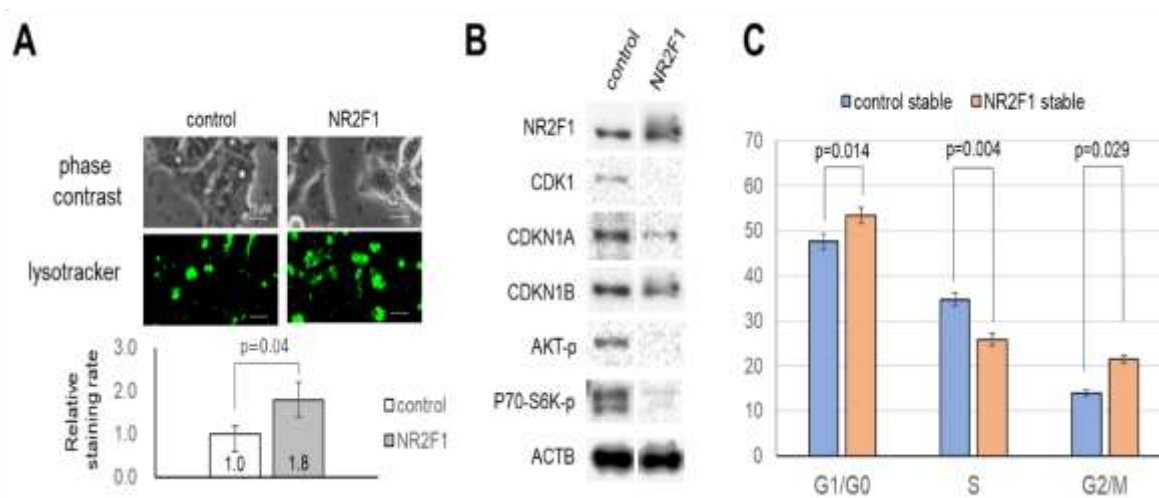 A
control
NR2F1
phase
contrast
lysotracker
p=0.04
3.0
2.0
1.0
0.0
Relative
staining rate
1.0
1.8
control
NR2F1
B
control
NR2F1
NR2F1
CDK1
CDKN1A
CDKN1B
AKT-p
P70-S6K-p
ACTB
C
control stable
NR2F1 stable
70
60
50
40
30
20
10
0
p=0.014
p=0.004
p=0.029
G1/G0
S
G2/M